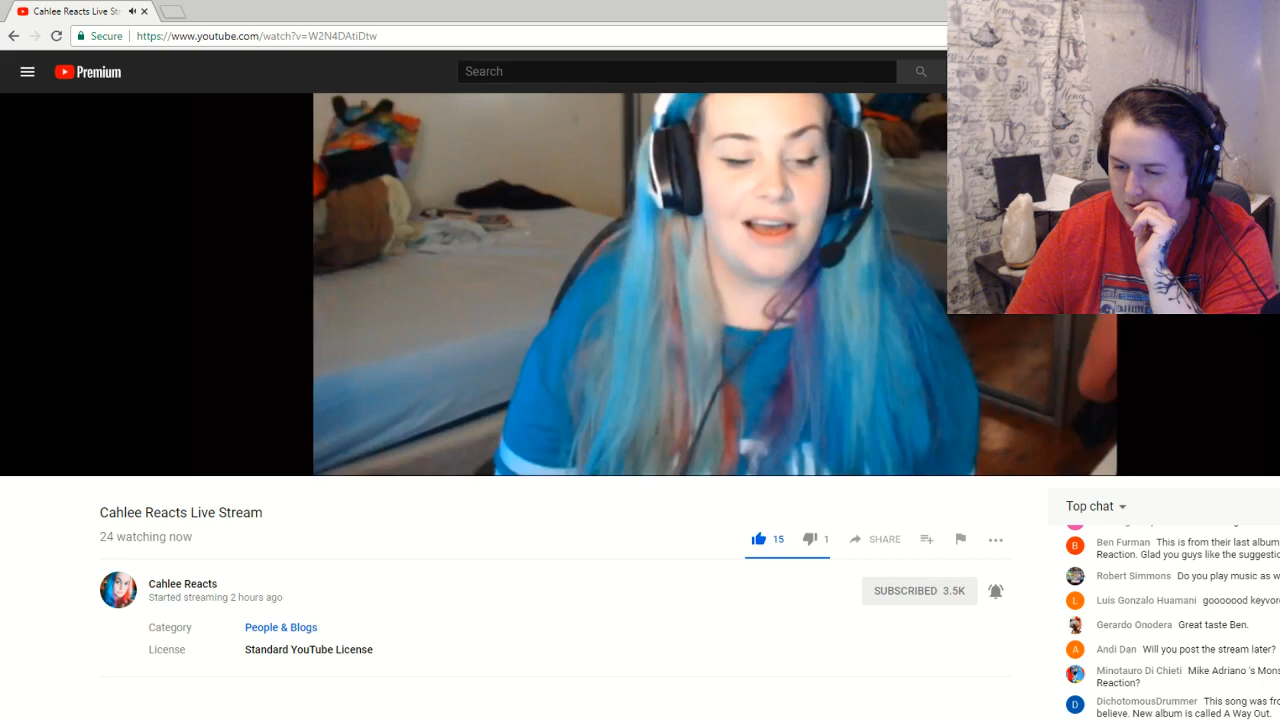 Cahlee Reacts Live Str
Secure https://www.youtube.com/watch?v=W2N4DAtiDtw
Premium
Search
Cahlee Reacts Live Stream
24 watching now
15 1 SHARE
Cahlee Reacts
Started streaming 2 hours ago
SUBSCRIBED 3.5K
Category People & Blogs
License Standard YouTube License
Top chat
Ben Furman This is from their last album,
Reaction. Glad you guys like the suggestio
Robert Simmons Do you play music as w
Luis Gonzalo Huamani gooooood keyvor
Gerardo Onodera Great taste Ben.
Andi Dan Will you post the stream later?
Minotauro Di Chieti Mike Adriano 's Mons
Reaction?
DichotomousDrummer This song was fro
believe. New album is called A Way Out.